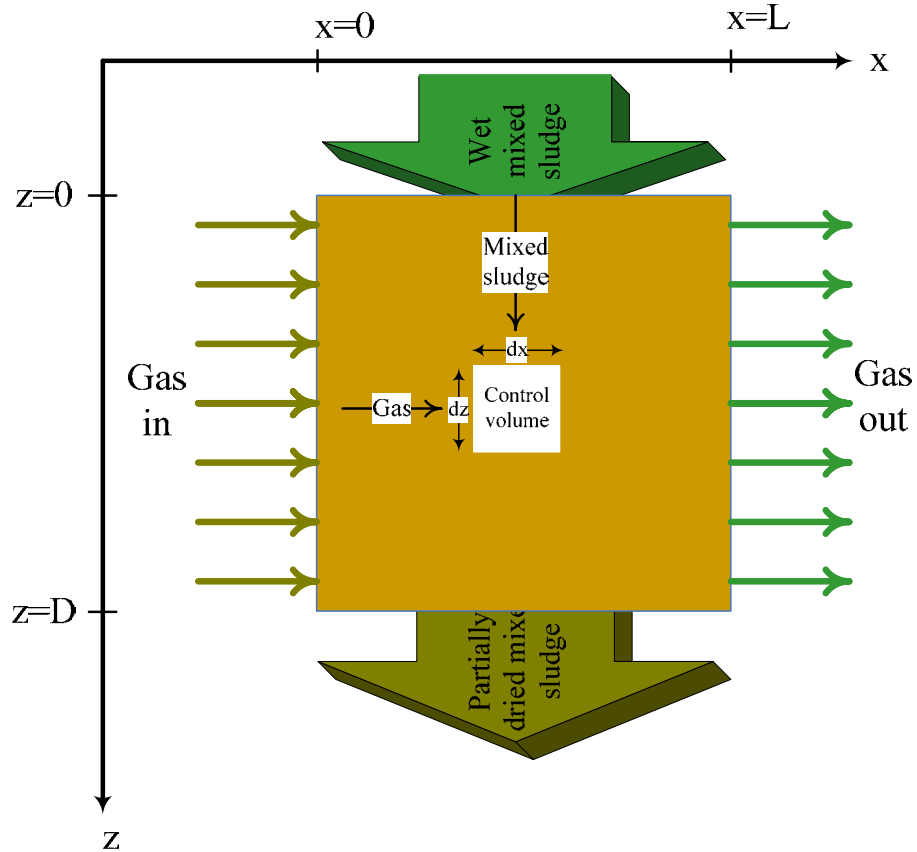 x=0
x=L
x
Wet
mixed
sludge
z=0
Mixed
sludge
dx
Gas
in
Gas
dz
Control
volume
Gas
out
z=D
Partially
dried mixe
sludge
z